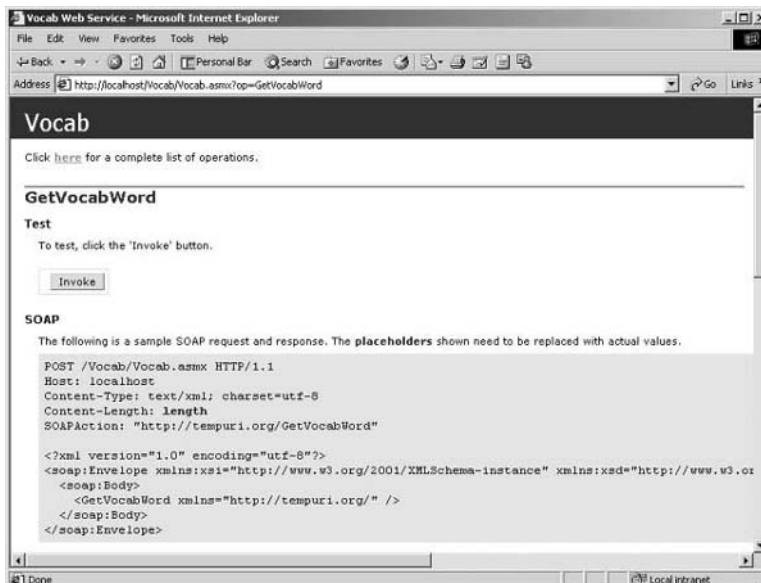 Vocab Web Service - Microsoft Internet Explorer
File Edit View Favorites Tools Help
Back Personal Bar Search Favorites
Address http://localhost/Vocab/Vocab.asmx?op=GetVocabWord Go Links
Vocab
Click here for a complete list of operations.
GetVocabWord
Test
To test, click the 'Invoke' button.
Invoke
SOAP
The following is a sample SOAP request and response. The placeholders shown need to be replaced with actual values.
POST /Vocab/Vocab.asmx HTTP/1.1
Host: localhost
Content-Type: text/xml; charset=utf-8
Content-Length: length
SOAPAction: "http://tempuri.org/GetVocabWord"
<?xml version="1.0" encoding="utf-8"?>
<soap:Envelope xmlns:xsi="http://www.w3.org/2001/XMLSchema-instance" xmlns:xsd="http://www.w3.or
<soap:Body>
<GetVocabWord xmlns="http://tempuri.org/" />
</soap:Body>
</soap:Envelope>
Done Local intranet